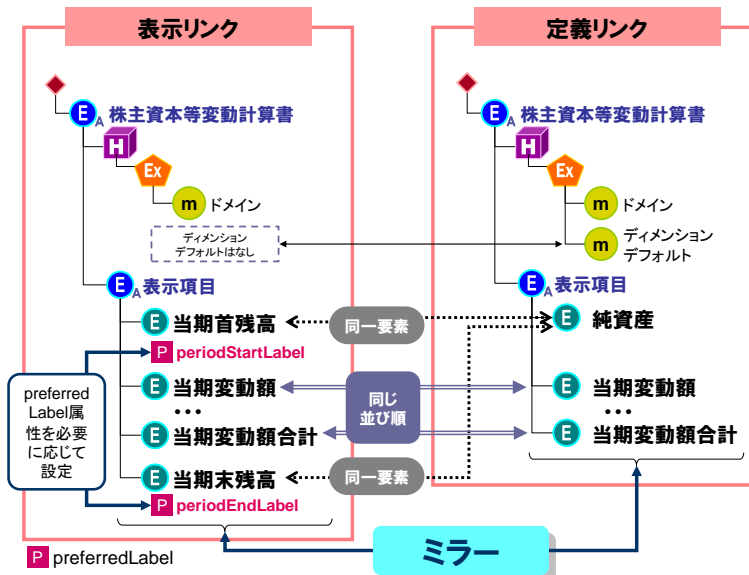 表示リンク
E A 株主資本等変動計算書
H
Ex
m ドメイン
ディメンション
デフォルトはなし
E A 表示項目
E 当期首残高
P periodStartLabel
E 当期変動額
…
E 当期変動額合計
E 当期末残高
P periodEndLabel
preferred
Label属
性を必要
に応じて
設定
P preferredLabel
同一要素
同じ
並び順
同一要素
ミラー
定義リンク
E A 株主資本等変動計算書
H
Ex
m ドメイン
m ディメンション
デフォルト
E A 表示項目
E 純資産
E 当期変動額
…
E 当期変動額合計